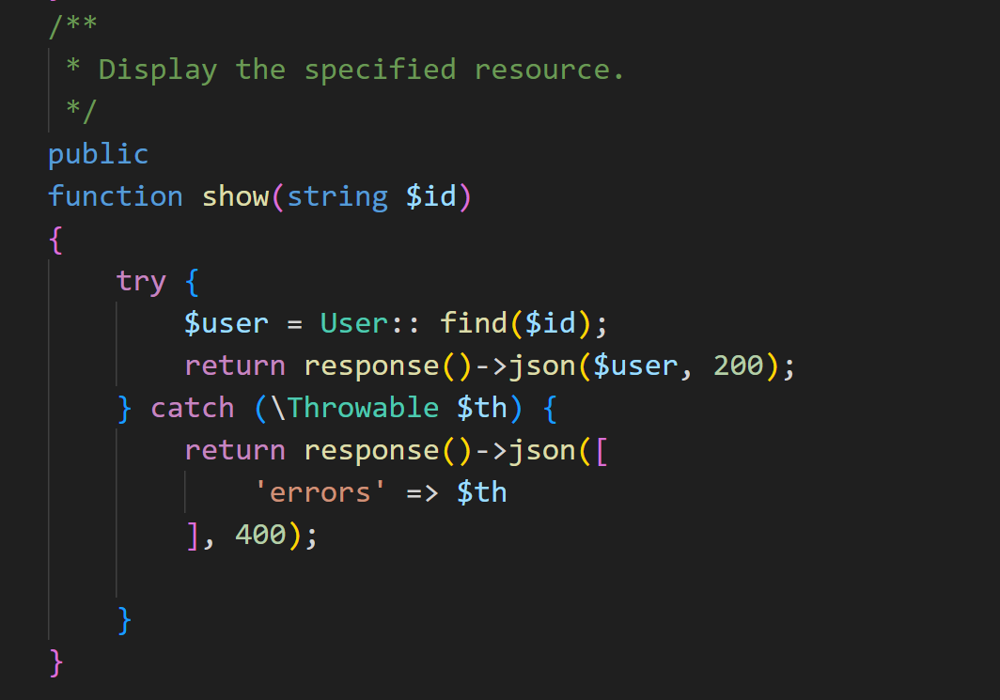 /**
 * Display the specified resource.
 */
public
function show(string $id)
{
    try {
        $user = User:: find($id);
        return response()->json($user, 200);
    } catch (\Throwable $th) {
        return response()->json([
            'errors' => $th
        ], 400);
    }
}